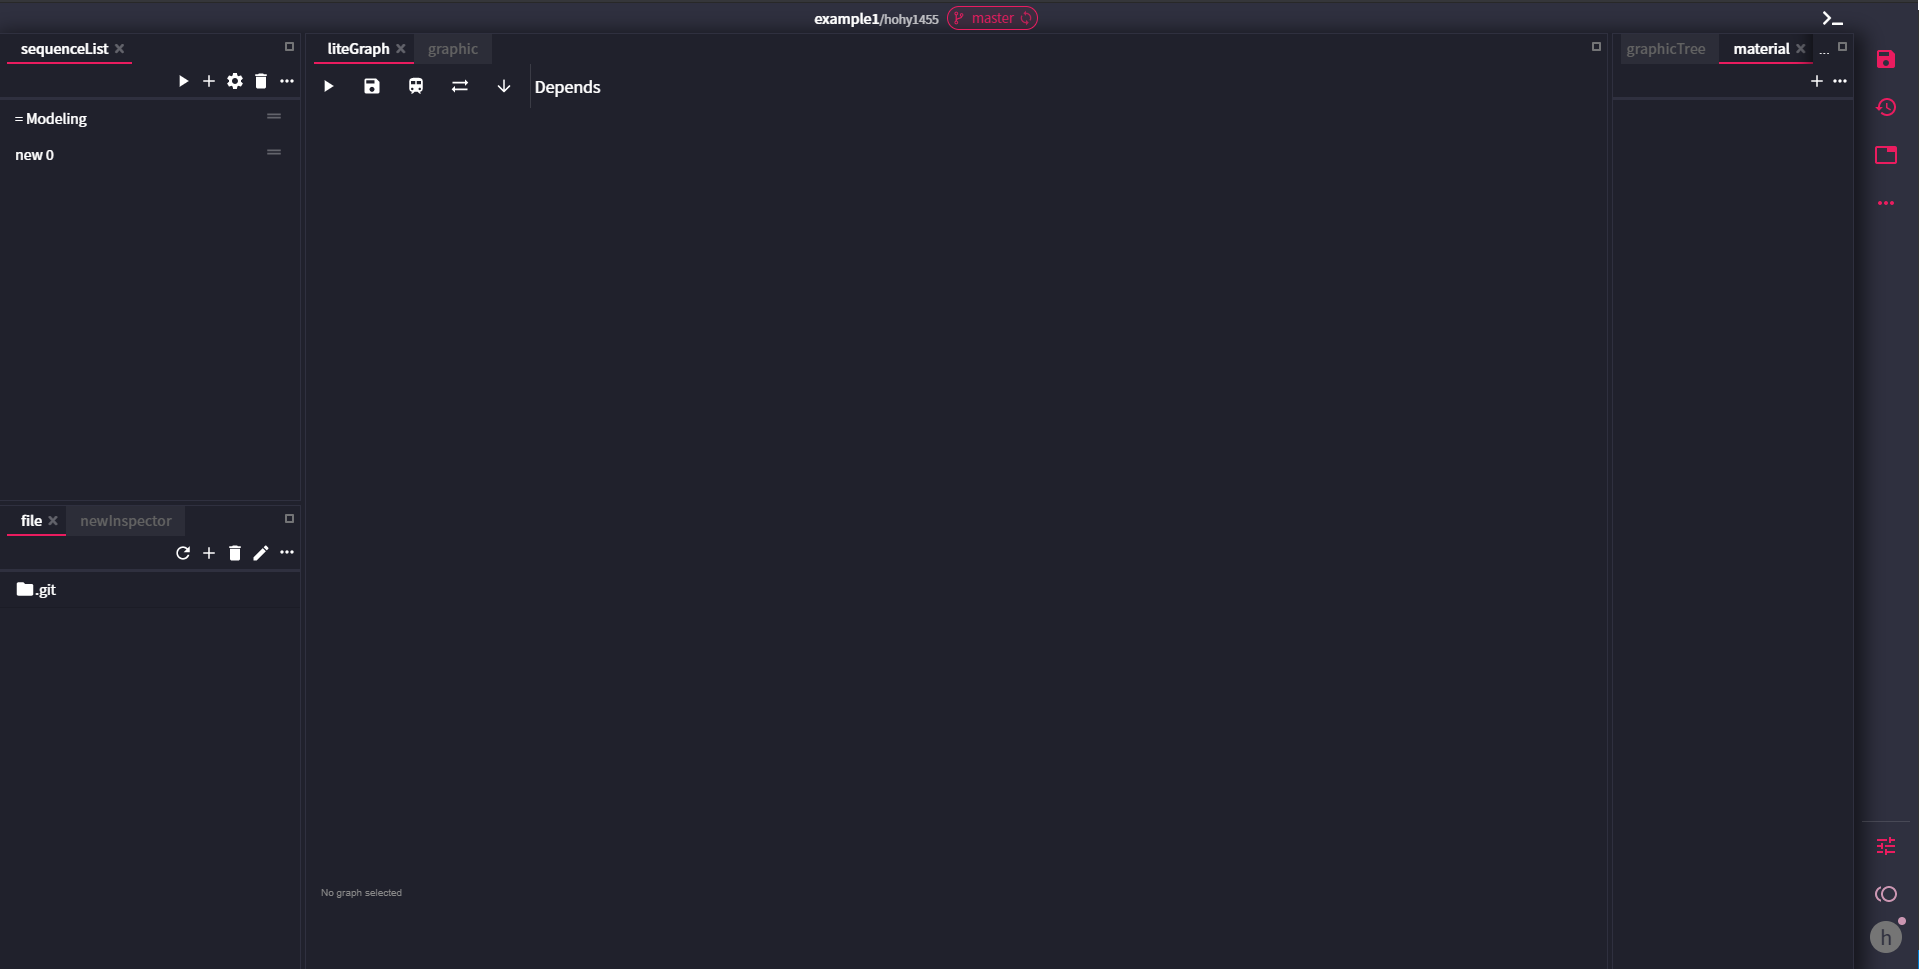 example1/hohy1455 master
sequenceList
= Modeling
new 0
file newInspector
.git
liteGraph graphic
Depends
No graph selected
graphicTree material ...
h